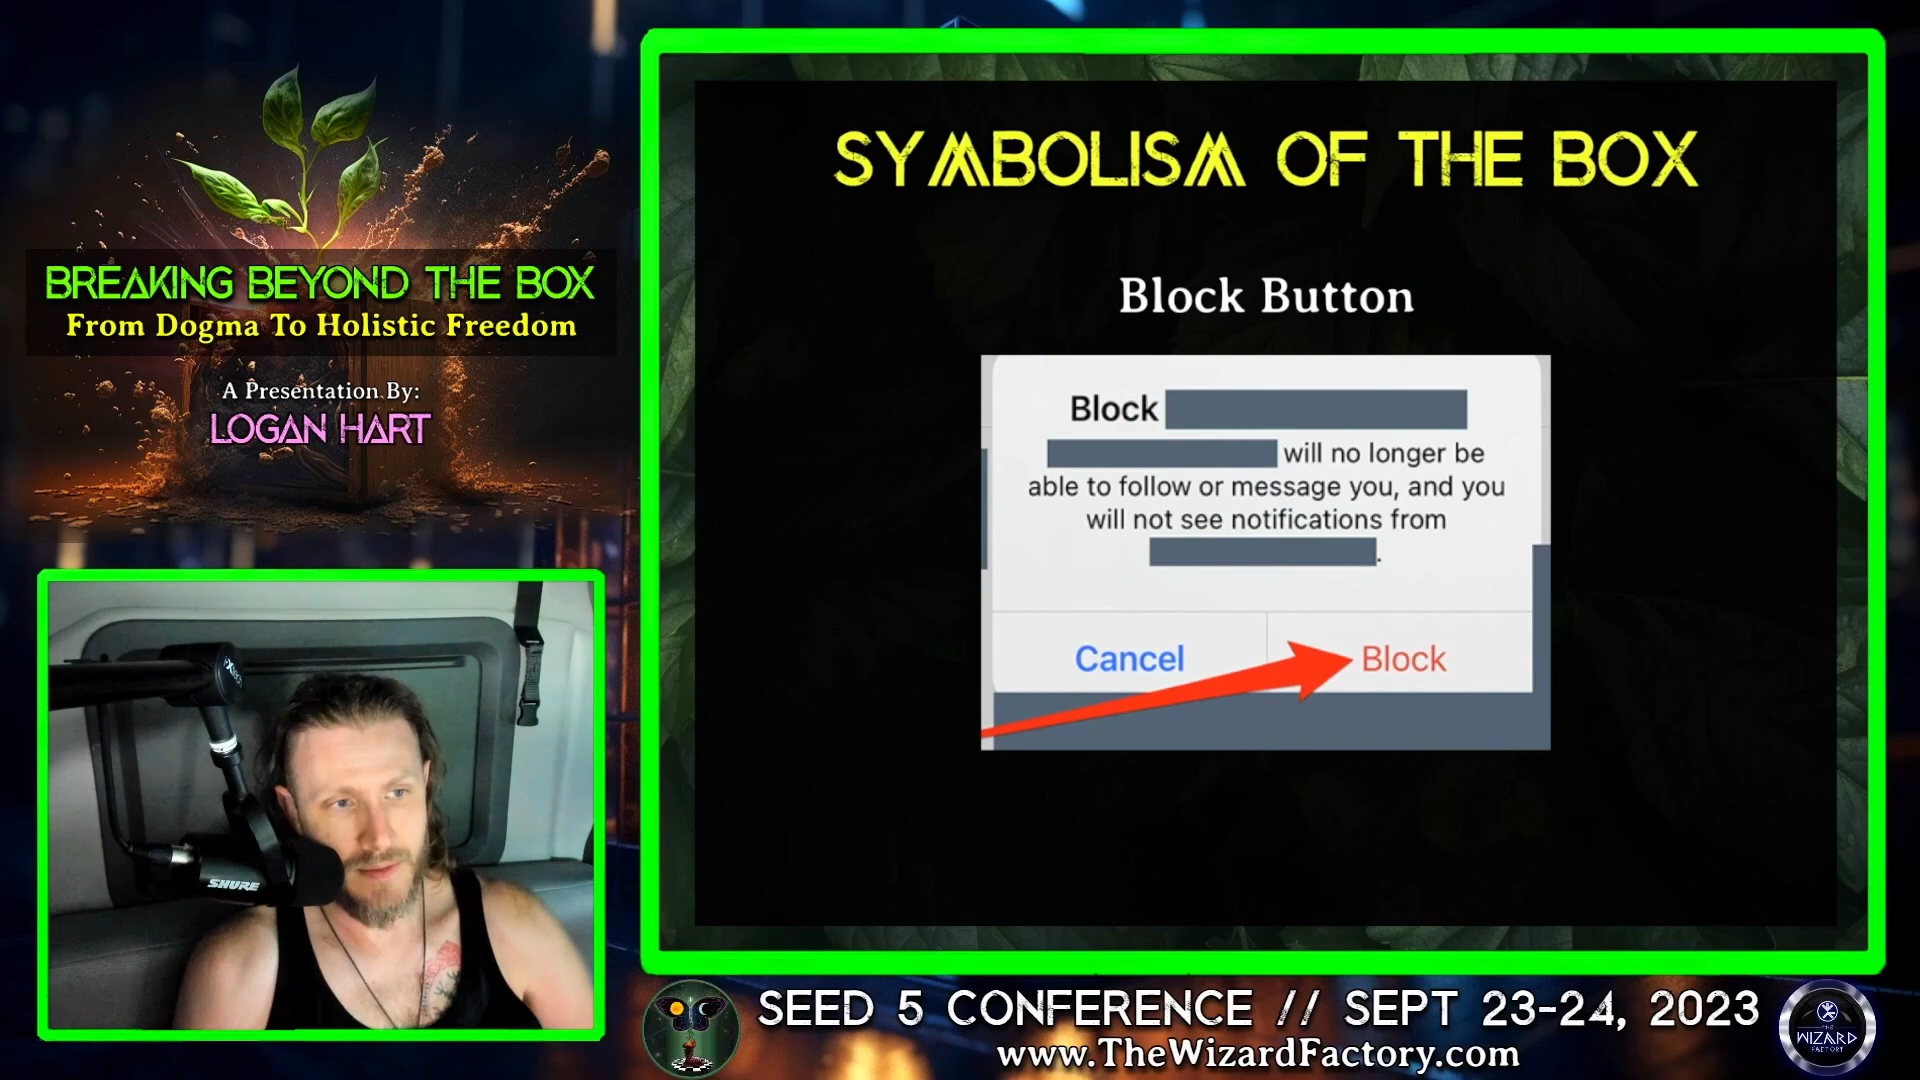 BREAKING BEYOND THE BOX
From Dogma To Holistic Freedom
A Presentation By:
LOGAN HART
SYMBOLISM OF THE BOX
Block Button
Block
will no longer be
able to follow or message you, and you
will not see notifications from
.
Cancel
Block
SHURE
SEED 5 CONFERENCE // SEPT 23-24, 2023
www.TheWizardFactory.com
THE
WIZARD
FACTORY